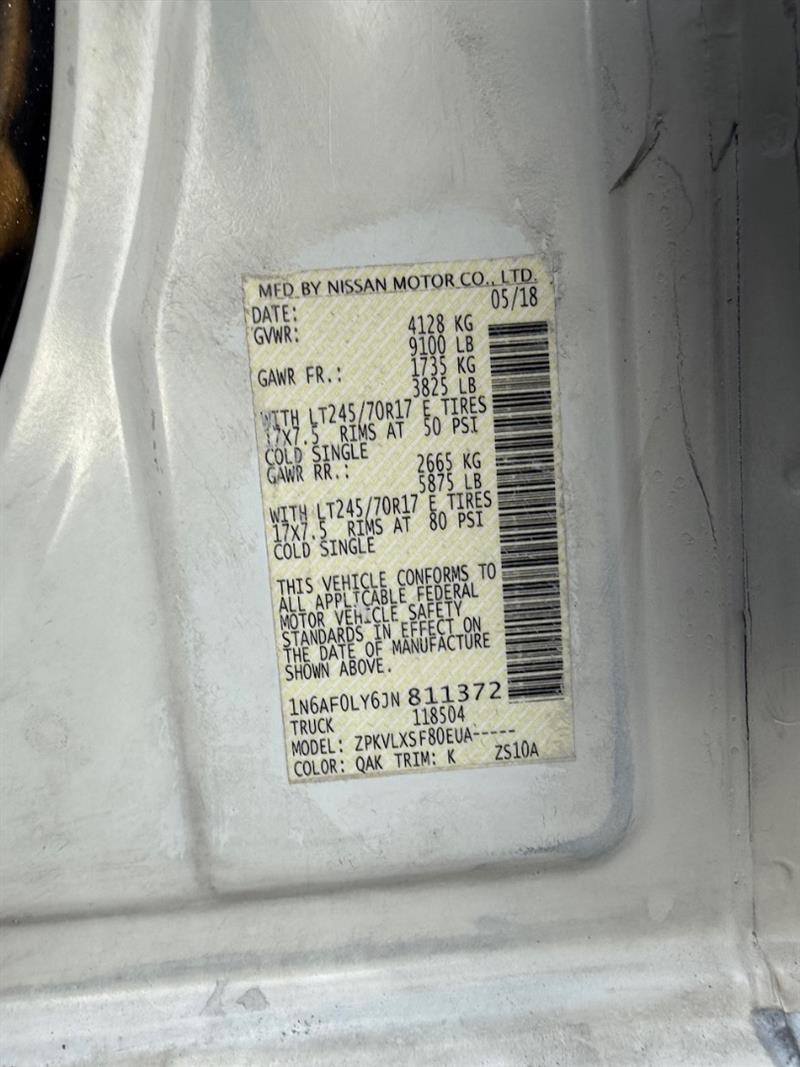 MFD BY NISSAN MOTOR CO., LTD.
DATE: 05/18
GVWR: 4128 KG
9100 LB
GAWR FR.: 1735 KG
3825 LB
WITH LT245/70R17 E TIRES
17X7.5 RIMS AT 50 PSI
COLD SINGLE
GAWR RR.: 2665 KG
5875 LB
WITH LT245/70R17 E TIRES
17X7.5 RIMS AT 80 PSI
COLD SINGLE
THIS VEHICLE CONFORMS TO
ALL APPLICABLE FEDERAL
MOTOR VEHICLE SAFETY
STANDARDS IN EFFECT ON
THE DATE OF MANUFACTURE
SHOWN ABOVE.
1N6AF0LY6JN 811372
TRUCK 118504
MODEL: ZPKVLXSF80EUA-----
COLOR: QAK TRIM: K ZS10A